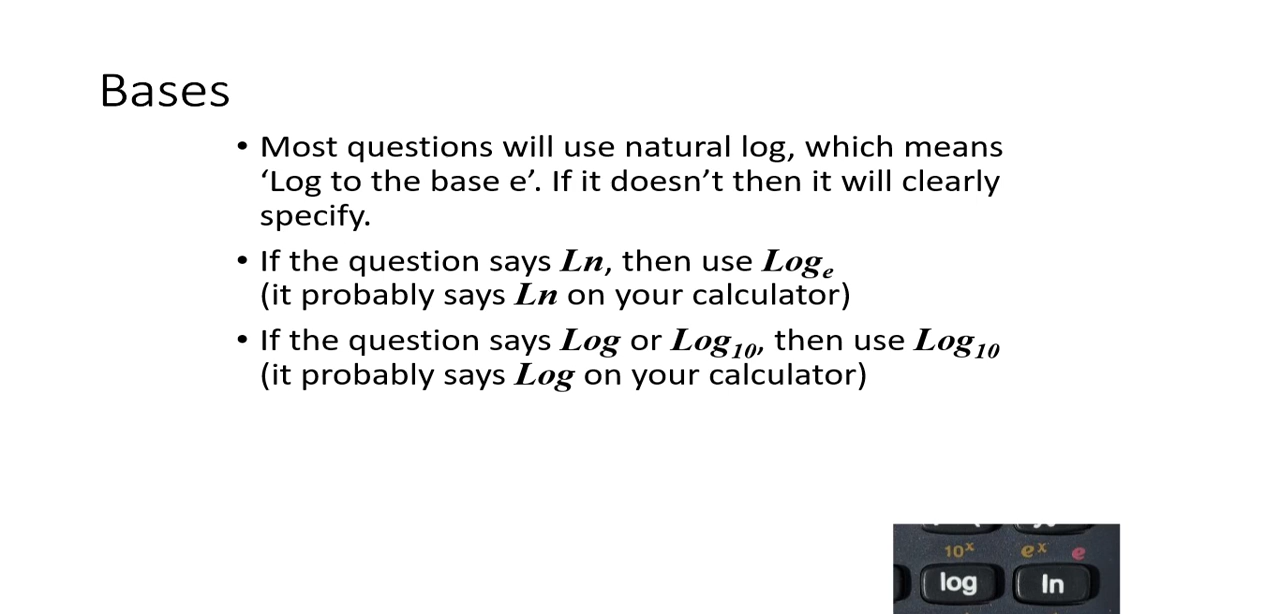 Bases
• Most questions will use natural log, which means
‘Log to the base e’. If it doesn’t then it will clearly
specify.
• If the question says Ln, then use Logₑ
(it probably says Ln on your calculator)
• If the question says Log or Log₁₀, then use Log₁₀
(it probably says Log on your calculator)
10ˣ eˣ e
log ln